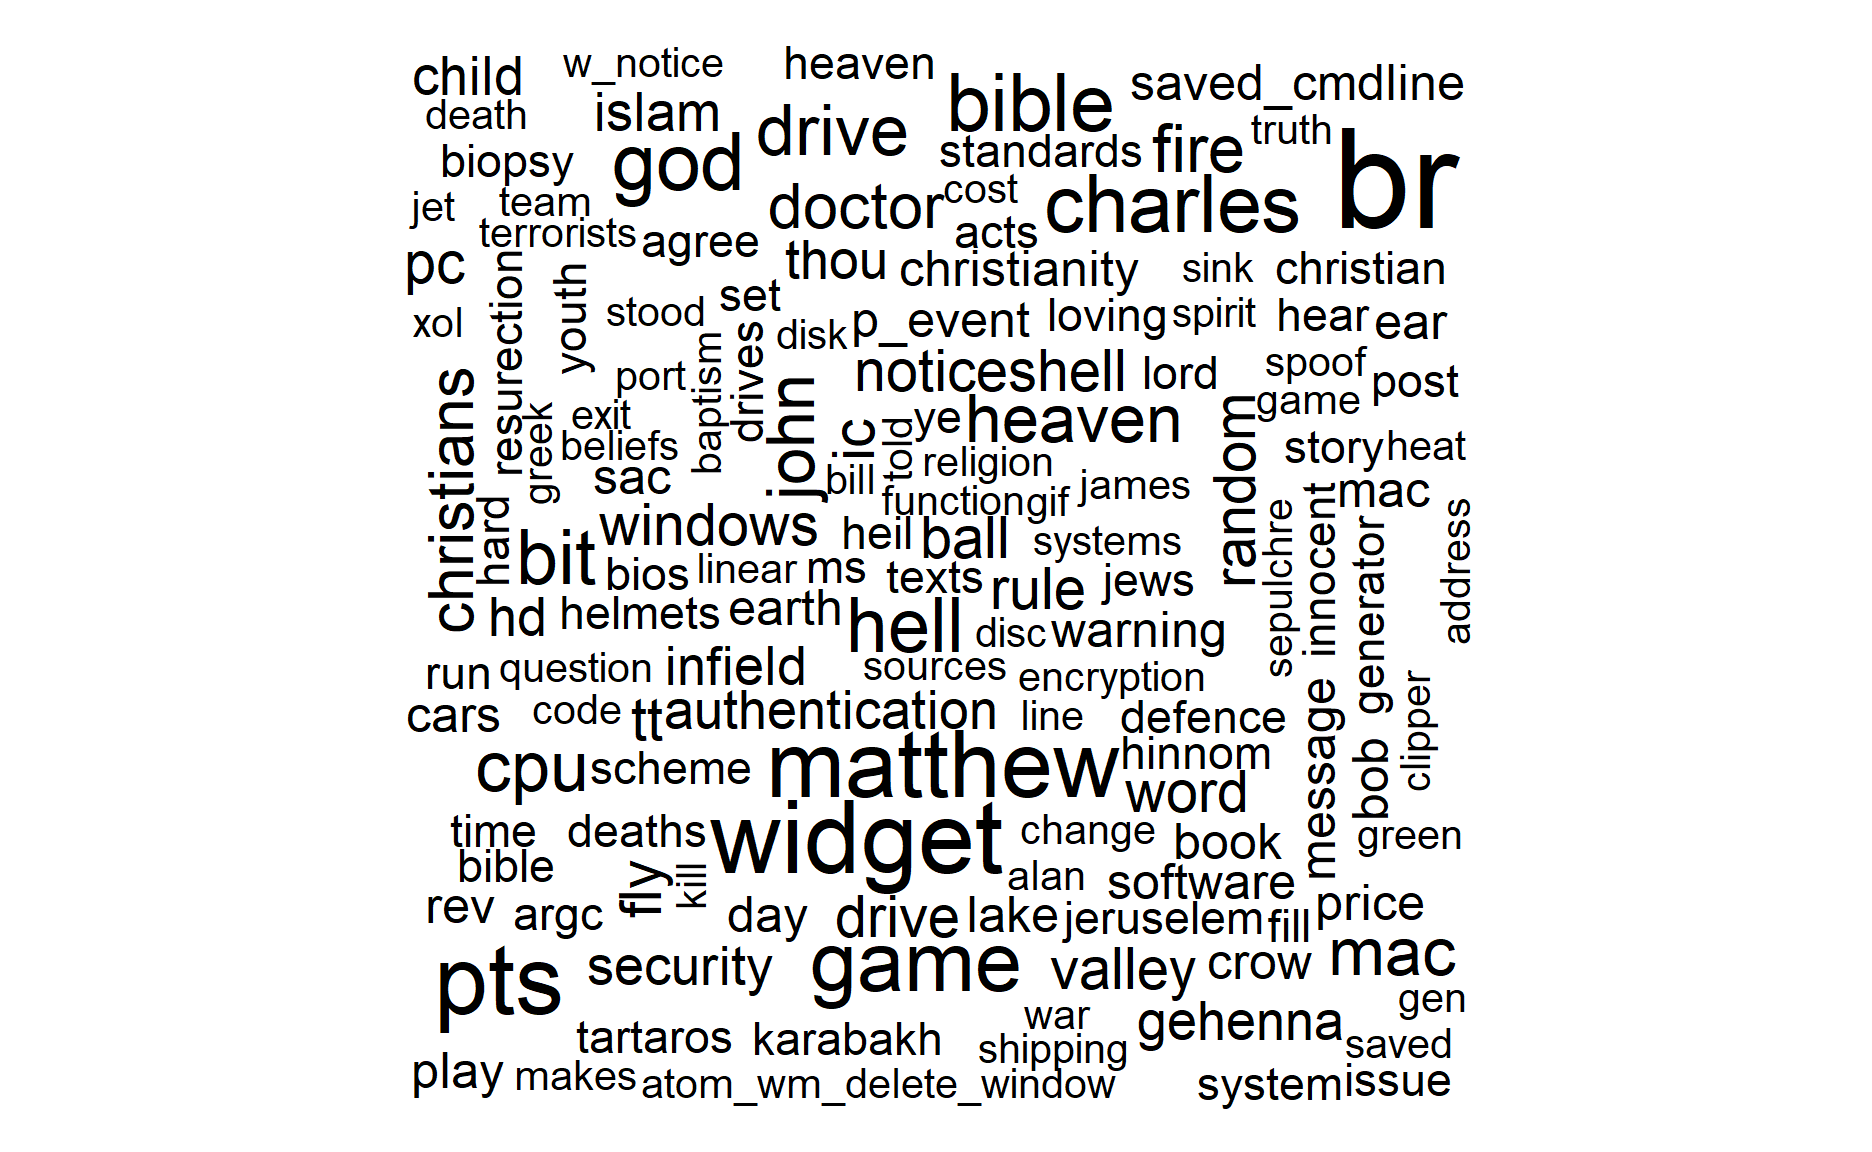 child
w_notice
heaven
bible
saved_cmdline
death
islam
drive
standards
fire
truth
br
biopsy
god
doctor
cost
charles
jet
team
terrorists
agree
acts
pc
thou
christianity
sink
christian
resurection
youth
stood
set
xol
disk
p_event
loving
spirit
hear
ear
port
baptism
drives
noticeshell
lord
spoof
post
christians
greek
exit
john
ic
told
ye
heaven
random
game
beliefs
story
heat
sac
bill
religion
hard
function
gif
james
mac
bit
windows
heil
ball
systems
sepulchre
innocent
generator
address
bios
linear
ms
texts
rule
jews
hd
helmets
earth
hell
disc
warning
run
question
infield
sources
encryption
cars
code
tt
authentication
line
defence
message
bob
clipper
cpu
scheme
matthew
hinnom
word
time
deaths
widget
change
book
green
bible
fly
kill
alan
software
rev
argc
day
drive
lake
jeruselem
fill
price
pts
security
game
valley
crow
mac
gen
tartaros
karabakh
war
gehenna
shipping
saved
play
makes
atom_wm_delete_window
system
issue